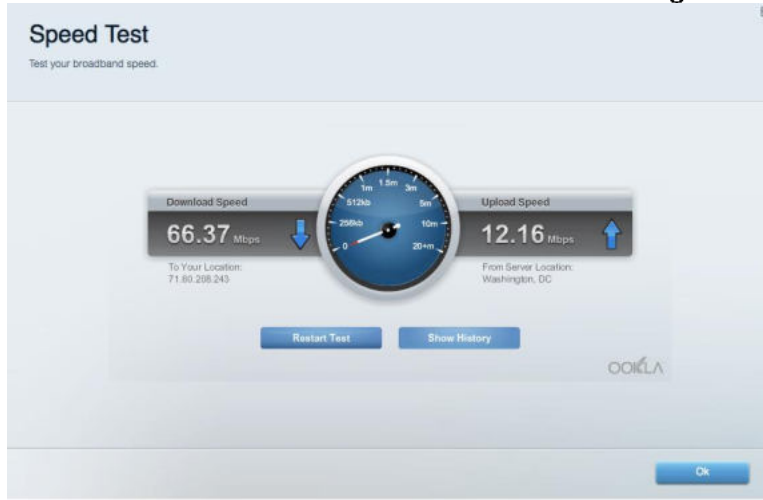 Speed Test
Test your broadband speed.
Download Speed
66.37 Mbps
To Your Location:
71.60.208.243
0
256kb
512kb
1m
1.5m
3m
5m
10m
20+m
Upload Speed
12.16 Mbps
From Server Location:
Washington, DC
Restart Test
Show History
OOKLA
Ok